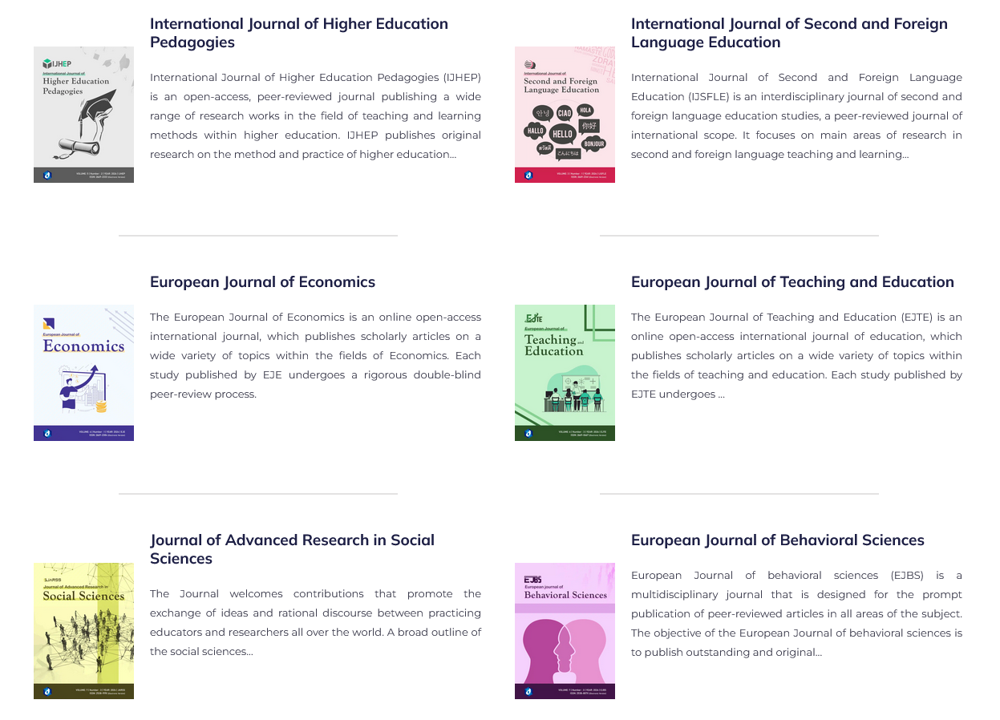 International Journal of Higher Education
Pedagogies
IJHEP
International Journal of
Higher Education
Pedagogies
International Journal of Higher Education Pedagogies (IJHEP)
is an open-access, peer-reviewed journal publishing a wide
range of research works in the field of teaching and learning
methods within higher education. IJHEP publishes original
research on the method and practice of higher education...
International Journal of Second and Foreign
Language Education
International Journal of
Second and Foreign
Language Education
안녕
CIAO
HOLA
HALLO
HELLO
你好
สวัสดี
こんにちは
BONJOUR
International Journal of Second and Foreign Language
Education (IJSFLE) is an interdisciplinary journal of second and
foreign language education studies, a peer-reviewed journal of
international scope. It focuses on main areas of research in
second and foreign language teaching and learning...
European Journal of Economics
European Journal of
Economics
The European Journal of Economics is an online open-access
international journal, which publishes scholarly articles on a
wide variety of topics within the fields of Economics. Each
study published by EJE undergoes a rigorous double-blind
peer-review process.
European Journal of Teaching and Education
EJTE
European Journal of
Teaching and
Education
The European Journal of Teaching and Education (EJTE) is an
online open-access international journal of education, which
publishes scholarly articles on a wide variety of topics within
the fields of teaching and education. Each study published by
EJTE undergoes ...
Journal of Advanced Research in Social
Sciences
JARSS
Journal of Advanced Research in
Social Sciences
The Journal welcomes contributions that promote the
exchange of ideas and rational discourse between practicing
educators and researchers all over the world. A broad outline of
the social sciences...
European Journal of Behavioral Sciences
EJBS
European journal of
Behavioral Sciences
European Journal of behavioral sciences (EJBS) is a
multidisciplinary journal that is designed for the prompt
publication of peer-reviewed articles in all areas of the subject.
The objective of the European Journal of behavioral sciences is
to publish outstanding and original...